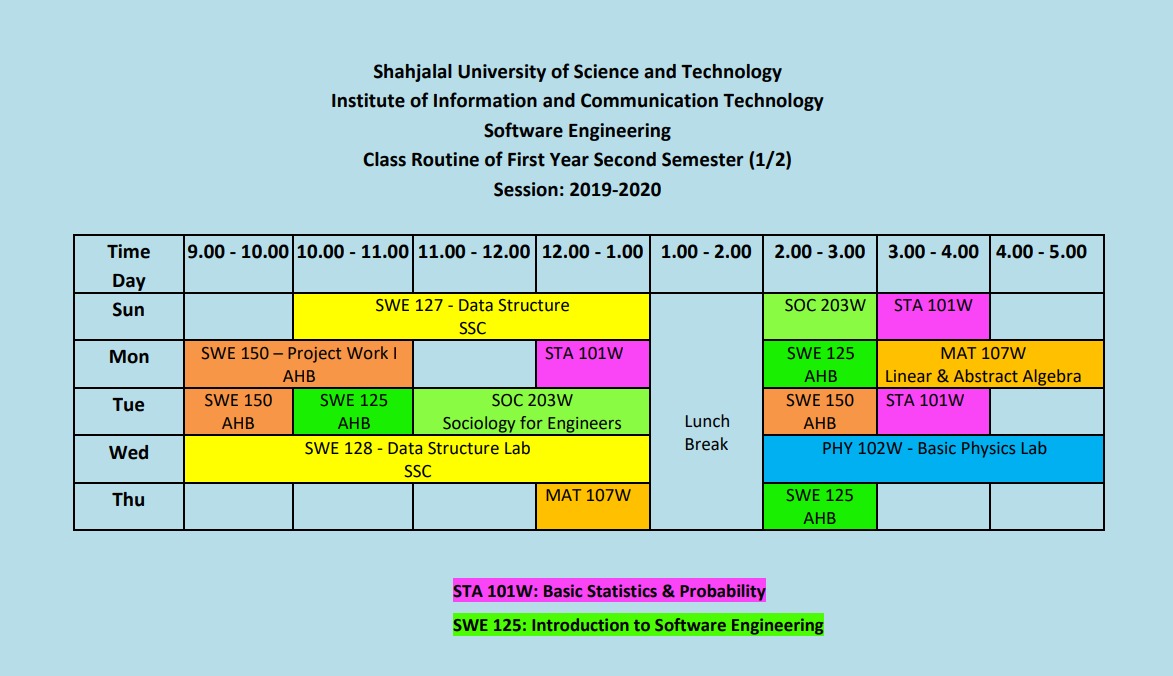 Shahjalal University of Science and Technology
Institute of Information and Communication Technology
Software Engineering
Class Routine of First Year Second Semester (1/2)
Session: 2019-2020
Time
Day
9.00 - 10.00
10.00 - 11.00
11.00 - 12.00
12.00 - 1.00
1.00 - 2.00
2.00 - 3.00
3.00 - 4.00
4.00 - 5.00
Sun
SWE 127 - Data Structure
SSC
SOC 203W
STA 101W
Mon
SWE 150 – Project Work I
AHB
STA 101W
SWE 125
AHB
MAT 107W
Linear & Abstract Algebra
Tue
SWE 150
AHB
SWE 125
AHB
SOC 203W
Sociology for Engineers
Lunch
Break
SWE 150
AHB
STA 101W
Wed
SWE 128 - Data Structure Lab
SSC
PHY 102W - Basic Physics Lab
Thu
MAT 107W
SWE 125
AHB
STA 101W: Basic Statistics & Probability
SWE 125: Introduction to Software Engineering